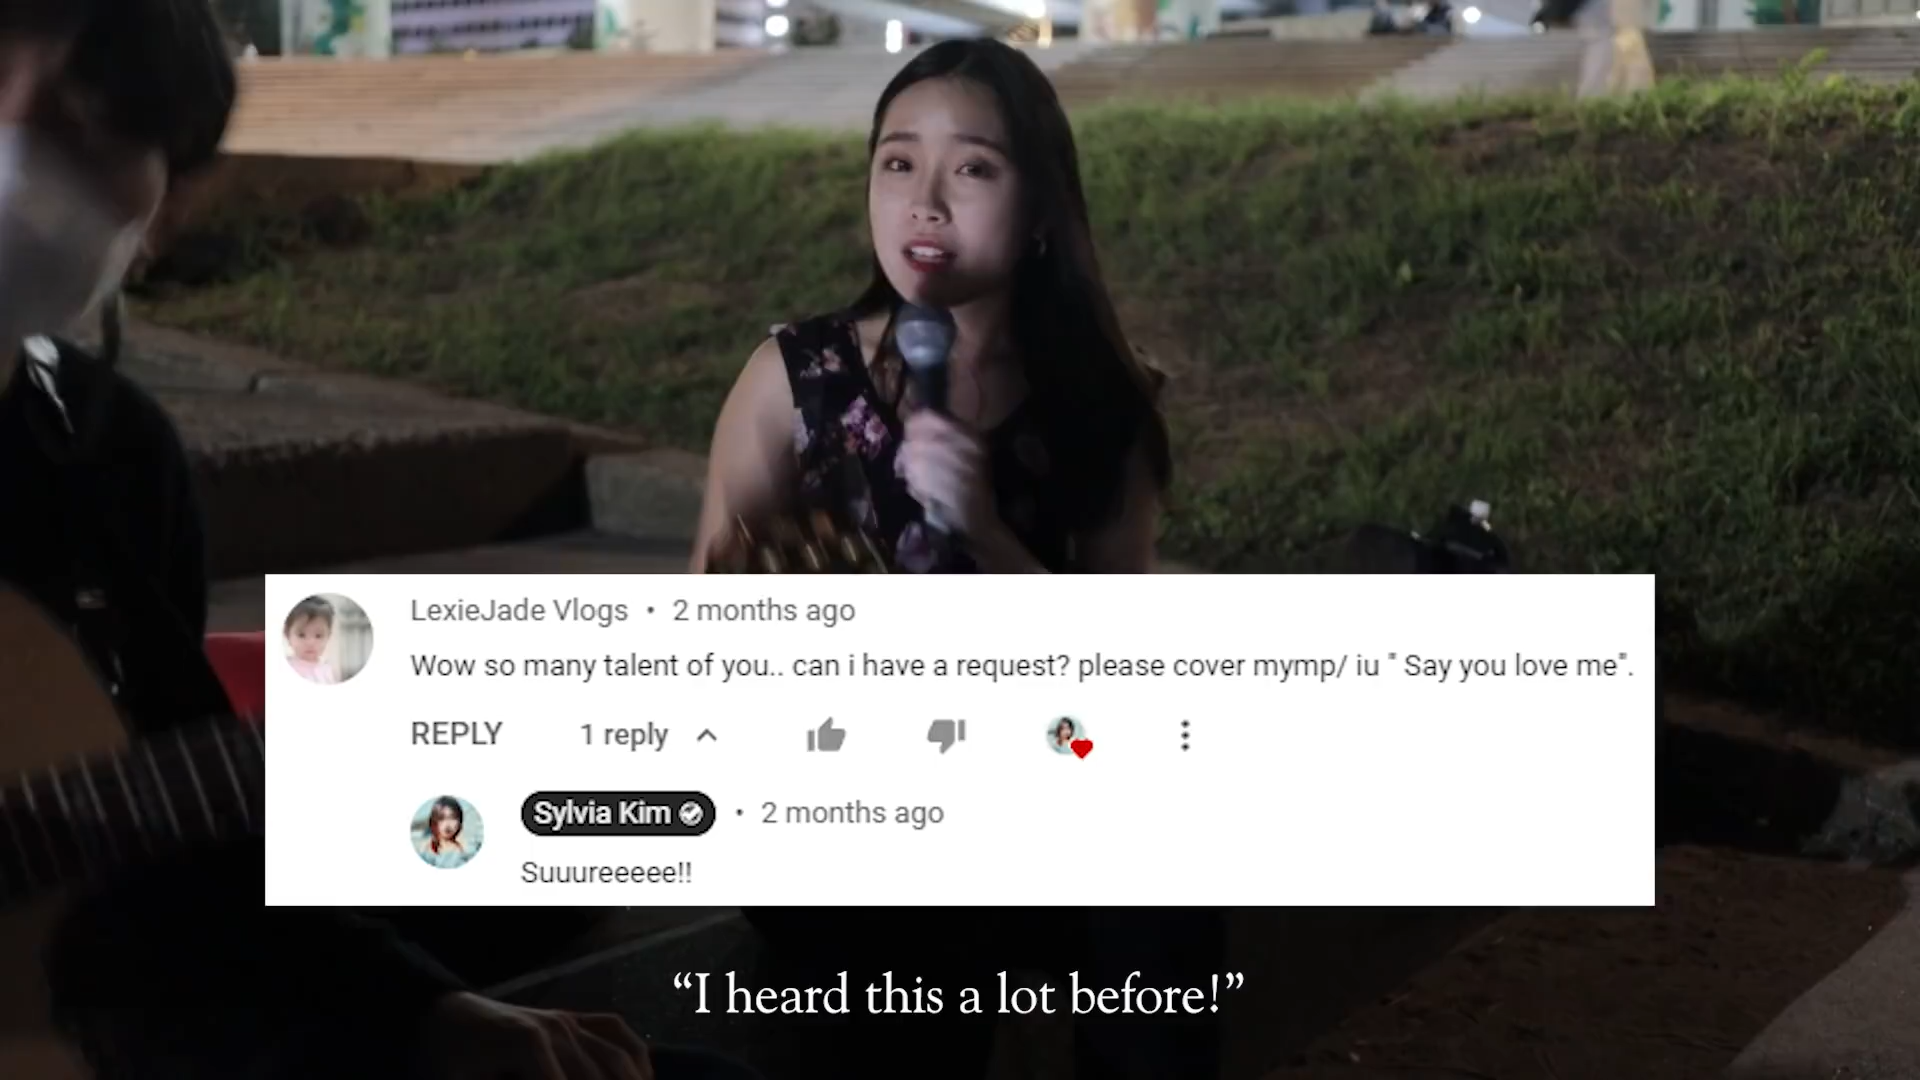 LexieJade Vlogs • 2 months ago
Wow so many talent of you.. can i have a request? please cover mymp/ iu " Say you love me".
REPLY 1 reply
Sylvia Kim • 2 months ago
Suuureeeee!!
“I heard this a lot before!”